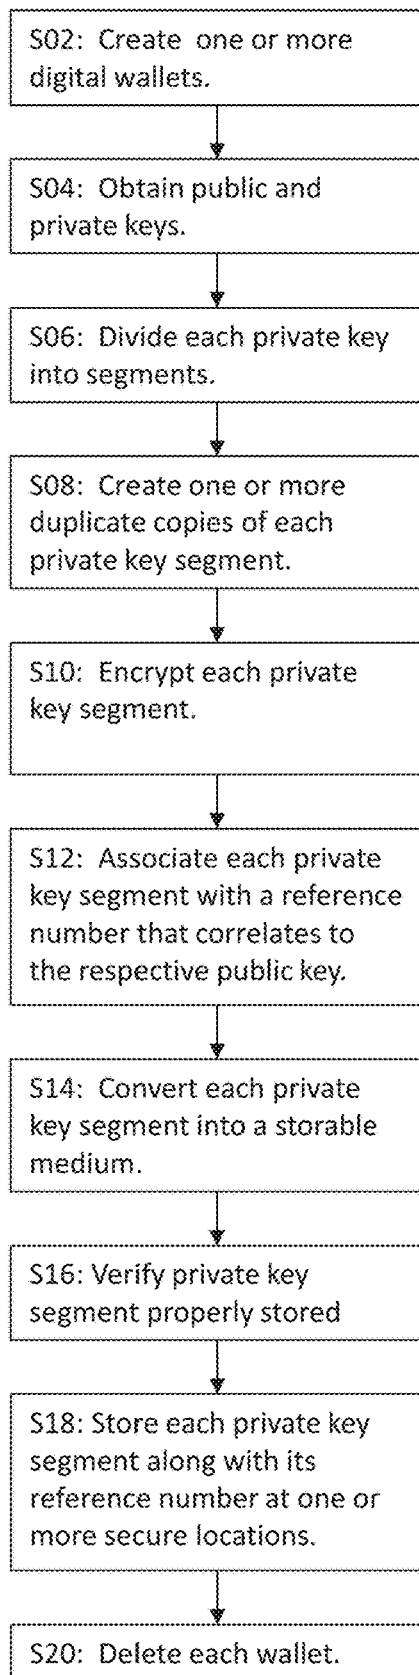 S02: Create one or more
digital wallets.
S04: Obtain public and
private keys.
S06: Divide each private key
into segments.
S08: Create one or more
duplicate copies of each
private key segment.
S10: Encrypt each private
key segment.
S12: Associate each private
key segment with a reference
number that correlates to
the respective public key.
S14: Convert each private
key segment into a storable
medium.
S16: Verify private key
segment properly stored
S18: Store each private key
segment along with its
reference number at one or
more secure locations.
S20: Delete each wallet.